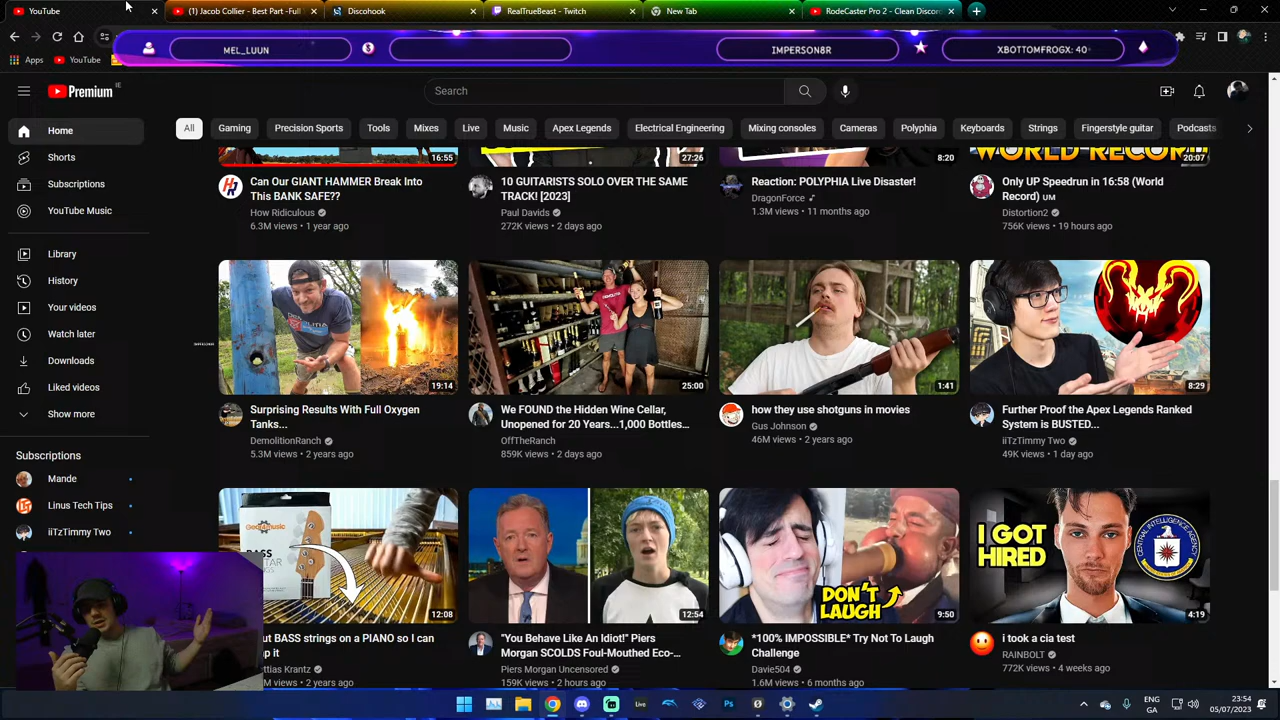 YouTube
(1) Jacob Collier - Best Part -Full
Discohook
RealTrueBeast - Twitch
New Tab
RodeCaster Pro 2 - Clean Discord
MEL_LUUN
IMPERSON8R
XBOTTOMFROGX: 40
Apps
YouTube
Premium IE
Search
All
Gaming
Precision Sports
Tools
Mixes
Live
Music
Apex Legends
Electrical Engineering
Mixing consoles
Cameras
Polyphia
Keyboards
Strings
Fingerstyle guitar
Podcasts
Home
Shorts
Subscriptions
YouTube Music
Library
History
Your videos
Watch later
Downloads
Liked videos
Show more
Subscriptions
Mande
Linus Tech Tips
iiTzTimmy Two
16:55
27:26
8:20
WORLD RECORD
20:07
Can Our GIANT HAMMER Break Into
This BANK SAFE??
How Ridiculous
6.3M views • 1 year ago
10 GUITARISTS SOLO OVER THE SAME
TRACK! [2023]
Paul Davids
272K views • 2 days ago
Reaction: POLYPHIA Live Disaster!
DragonForce
1.3M views • 11 months ago
Only UP Speedrun in 16:58 (World
Record) UM
Distortion2
756K views • 19 hours ago
19:14
25:00
1:41
8:29
Surprising Results With Full Oxygen
Tanks...
DemolitionRanch
5.3M views • 2 years ago
We FOUND the Hidden Wine Cellar,
Unopened for 20 Years...1,000 Bottles...
OffTheRanch
859K views • 2 days ago
how they use shotguns in movies
Gus Johnson
46M views • 2 years ago
Further Proof the Apex Legends Ranked
System is BUSTED...
iiTzTimmy Two
49K views • 1 day ago
Gear4music
BASS
12:08
12:54
DON'T
LAUGH
9:50
I GOT
HIRED
4:19
ut BASS strings on a PIANO so I can
p it
ttias Krantz
2 years ago
"You Behave Like An Idiot!" Piers
Morgan SCOLDS Foul-Mouthed Eco-...
Piers Morgan Uncensored
159K views • 2 months ago
*100% IMPOSSIBLE* Try Not To Laugh
Challenge
Davie504
1.6M views • 6 months ago
i took a cia test
RAINBOLT
772K views • 4 weeks ago
Live
Ps
ENG
GA
23:54
05/07/2023